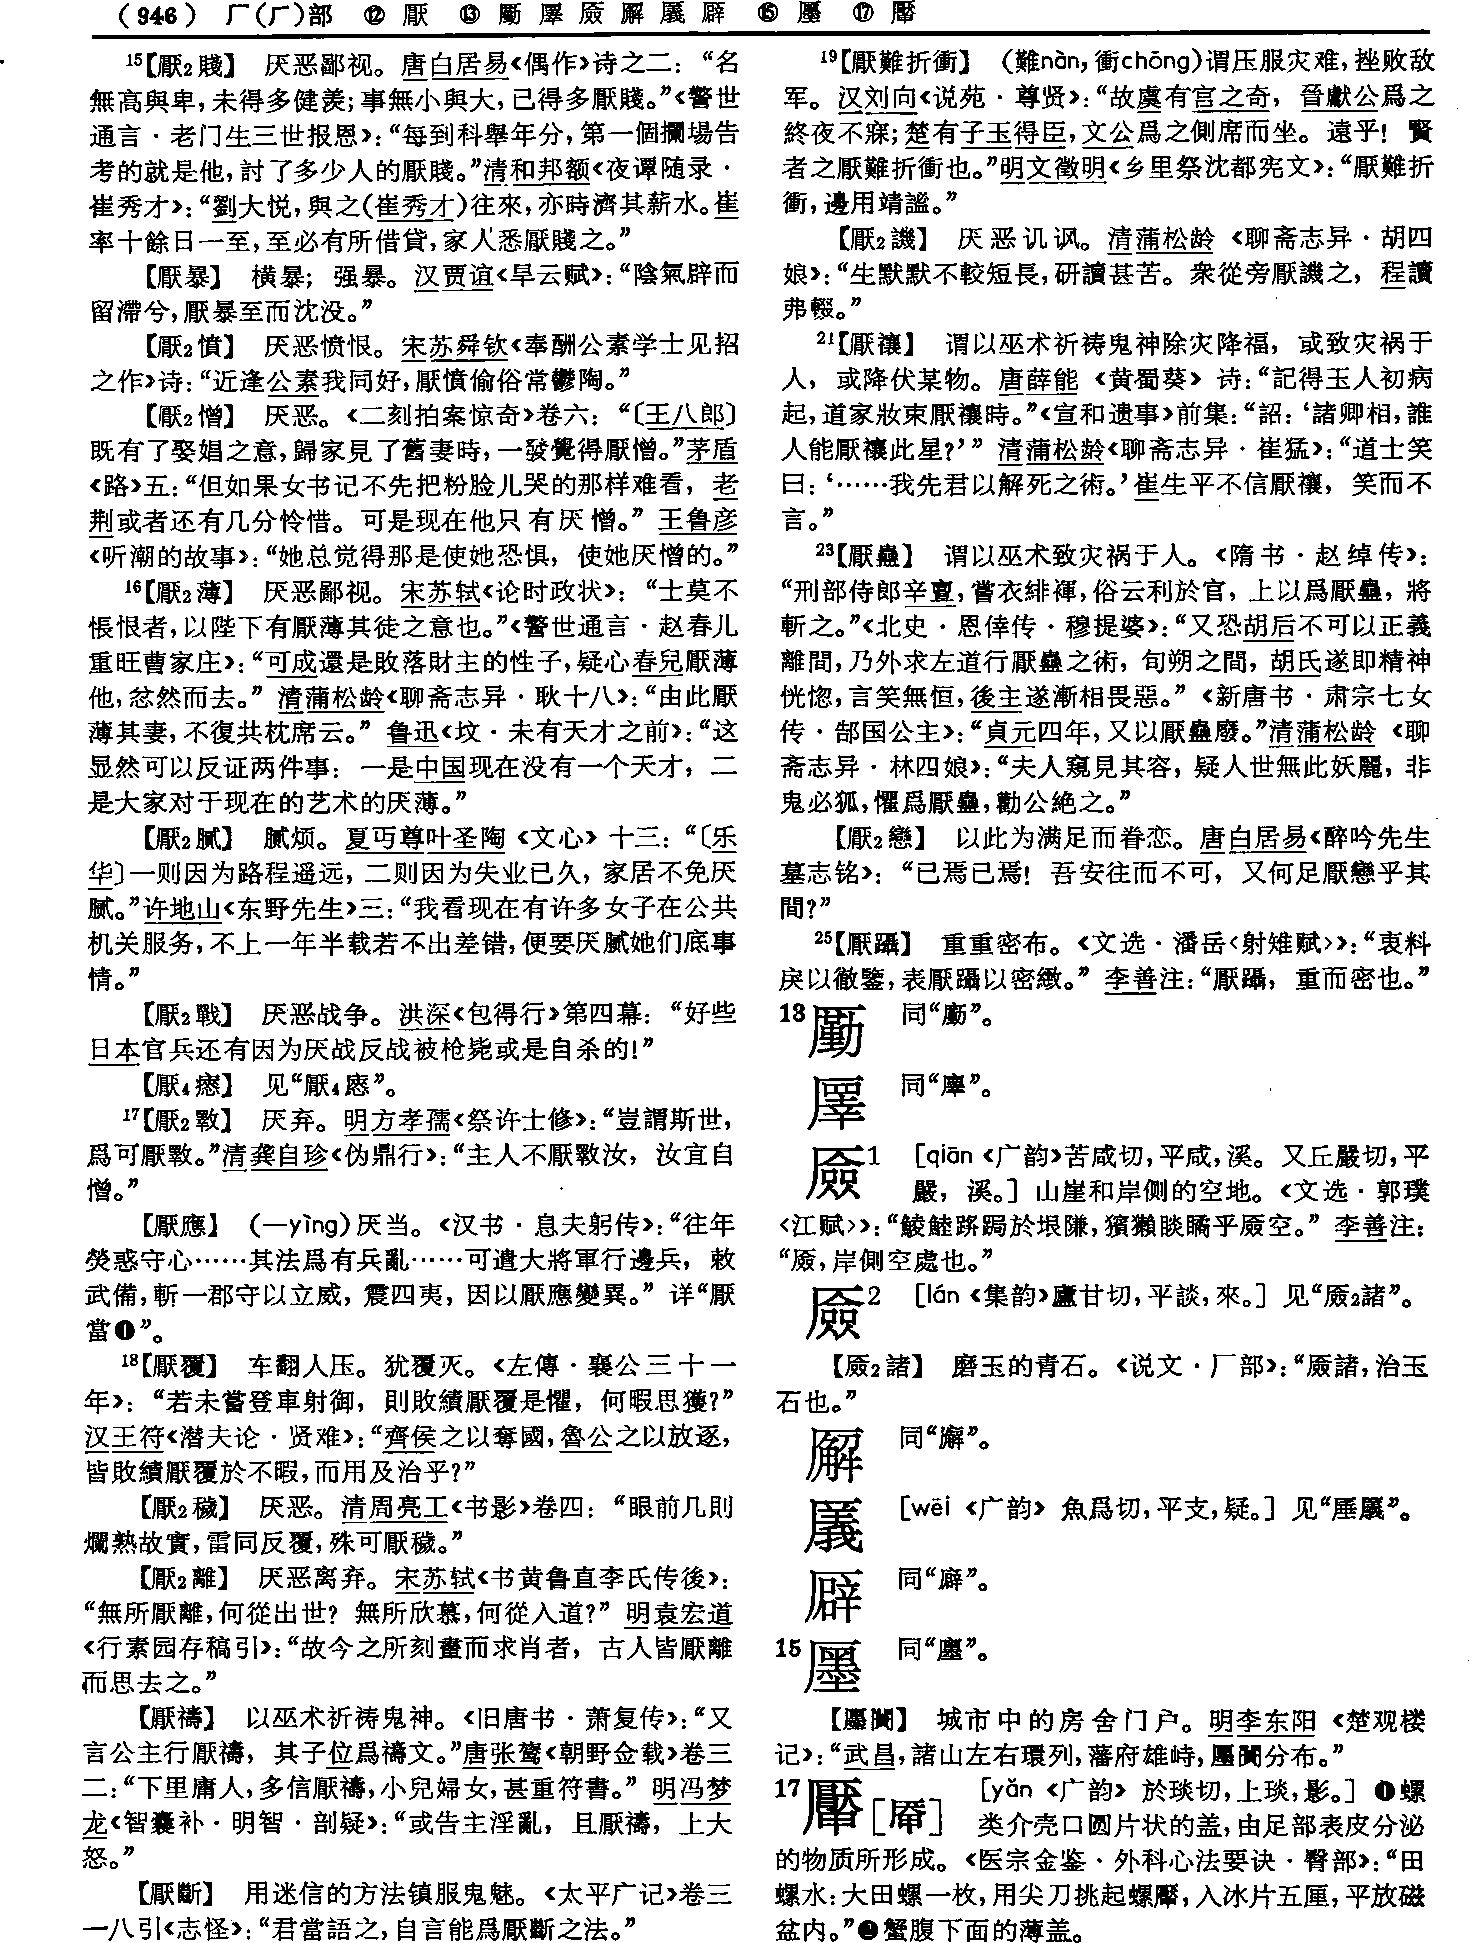 (946) 厂(⺁)部 ⑫ 厭 ⑬ 厲 厚 㕒 廨 㕒 廦 ⑮ 㕓 ⑰ 厴
15【厭2賤】 厌恶鄙视。唐白居易《偶作》诗之二：“名
無高與卑，未得多健羡；事無小與大，已得多厭賤。”《警世
通言·老门生三世报恩》：“每到科舉年分，第一個攔場告
考的就是他，討了多少人的厭賤。”清和邦额《夜谭随录·
崔秀才》：“劉大悦，與之(崔秀才)往來，亦時濟其薪水。崔
率十餘日一至，至必有所借貸，家人悉厭賤之。”
【厭暴】 横暴；强暴。汉贾谊《旱云赋》：“陰氣辟而
留滯兮，厭暴至而沈没。”
【厭2憤】 厌恶愤恨。宋苏舜钦《奉酬公素学士见招
之作》诗：“近逢公素我同好，厭憤偷俗常鬱陶。”
【厭2憎】 厌恶。《二刻拍案惊奇》卷六：“〔王八郎〕
既有了娶娼之意，歸家見了舊妻時，一發覺得厭憎。”茅盾
《路》五：“但如果女书记不先把粉脸儿哭的那样难看，老
荆或者还有几分怜惜。可是现在他只有厌憎。”王鲁彦
《听潮的故事》：“她总觉得那是使她恐惧，使她厌憎的。”
16【厭2薄】 厌恶鄙视。宋苏轼《论时政状》：“士莫不
悵恨者，以陛下有厭薄其徒之意也。”《警世通言·赵春儿
重旺曹家庄》：“可成還是敗落財主的性子，疑心春兒厭薄
他，忿然而去。”清蒲松龄《聊斋志异·耿十八》：“由此厭
薄其妻，不復共枕席云。”鲁迅《坟·未有天才之前》：“这
显然可以反证两件事：一是中国现在没有一个天才，二
是大家对于现在的艺术的厌薄。”
【厭2膩】 腻烦。夏丏尊叶圣陶《文心》十三：“〔乐
华〕一则因为路程遥远，二则因为失业已久，家居不免厌
腻。”许地山《东野先生》三：“我看现在有许多女子在公共
机关服务，不上一年半载若不出差错，便要厌腻她们底事
情。”
【厭2戰】 厌恶战争。洪深《包得行》第四幕：“好些
日本官兵还有因为厌战反战被枪毙或是自杀的！”
【厭4瘱】 见“厭4㥷”。
17【厭2斁】 厌弃。明方孝孺《祭许士修》：“豈謂斯世，
爲可厭斁。”清龚自珍《伪鼎行》：“主人不厭斁汝，汝宜自
憎。”
【厭應】 (—yìng)厌当。《汉书·息夫躬传》：“往年
熒惑守心……其法爲有兵亂……可遣大將軍行邊兵，敕
武備，斬一郡守以立威，震四夷，因以厭應變異。”详“厭
當❶”。
18【厭覆】 车翻人压。犹覆灭。《左傳·襄公三十一
年》：“若未嘗登車射御，則敗績厭覆是懼，何暇思獲？”
汉王符《潜夫论·贤难》：“齊侯之以奪國，魯公之以放逐，
皆敗績厭覆於不暇，而用及治乎？”
【厭2穢】 厌恶。清周亮工《书影》卷四：“眼前几則
爛熟故實，雷同反覆，殊可厭穢。”
【厭2離】 厌恶离弃。宋苏轼《书黄鲁直李氏传後》：
“無所厭離，何從出世？無所欣慕，何從入道？”明袁宏道
《行素园存稿引》：“故今之所刻畫而求肖者，古人皆厭離
而思去之。”
【厭禱】 以巫术祈祷鬼神。《旧唐书·萧复传》：“又
言公主行厭禱，其子位爲禱文。”唐张鷟《朝野金载》卷三
二：“下里庸人，多信厭禱，小兒婦女，甚重符書。”明冯梦
龙《智囊补·明智·剖疑》：“或告主淫亂，且厭禱，上大
怒。”
【厭斷】 用迷信的方法镇服鬼魅。《太平广记》卷三
一八引《志怪》：“君當語之，自言能爲厭斷之法。”
19【厭難折衝】 (難nàn，衝chōng)谓压服灾难，挫败敌
军。汉刘向《说苑·尊贤》：“故虞有宫之奇，晉獻公爲之
終夜不寐；楚有子玉得臣，文公爲之側席而坐。遠乎！賢
者之厭難折衝也。”明文徵明《乡里祭沈都宪文》：“厭難折
衝，邊用靖謐。”
【厭2譏】 厌恶讥讽。清蒲松龄《聊斋志异·胡四
娘》：“生默默不較短長，研讀甚苦。衆從旁厭譏之，程讀
弗輟。”
21【厭禳】 谓以巫术祈祷鬼神除灾降福，或致灾祸于
人，或降伏某物。唐薛能《黄蜀葵》诗：“記得玉人初病
起，道家妝束厭禳時。”《宣和遗事》前集：“詔：‘諸卿相，誰
人能厭禳此星？’”清蒲松龄《聊斋志异·崔猛》：“道士笑
曰：‘……我先君以解死之術。’崔生平不信厭禳，笑而不
言。”
23【厭蠱】 谓以巫术致灾祸于人。《隋书·赵绰传》：
“刑部侍郎辛亶，嘗衣緋褌，俗云利於官，上以爲厭蠱，將
斬之。”《北史·恩倖传·穆提婆》：“又恐胡后不可以正義
離間，乃外求左道行厭蠱之術，旬朔之間，胡氏遂即精神
恍惚，言笑無恒，後主遂漸相畏惡。”《新唐书·肃宗七女
传·郜国公主》：“貞元四年，又以厭蠱廢。”清蒲松龄《聊
斋志异·林四娘》：“夫人窺見其容，疑人世無此妖麗，非
鬼必狐，懼爲厭蠱，勸公絶之。”
【厭2戀】 以此为满足而眷恋。唐白居易《醉吟先生
墓志铭》：“已焉已焉！吾安往而不可，又何足厭戀乎其
間？”
25【厭躡】 重重密布。《文选·潘岳〈射雉赋〉》：“衷料
戾以徹鑒，表厭躡以密緻。”李善注：“厭躡，重而密也。”
13 同“”。
同“”。
㕒1 [qiān《广韵》苦咸切，平咸，溪。又丘嚴切，平
嚴，溪。] 山崖和岸侧的空地。《文选·郭璞
〈江赋〉》：“鯪鯥踦䠋於垠隒，獱獺睒瞲乎㕒空。”李善注：
“㕒，岸側空處也。”
㕒2 [lán《集韵》盧甘切，平談，來。] 见“㕒2諸”。
【㕒2諸】 磨玉的青石。《说文·厂部》：“㕒諸，治玉
石也。”
同“廨”。
[wēi《广韵》魚爲切，平支，疑。] 见“”。
同“廦”。
15 㕓 同“廛”。
【㕓闠】 城市中的房舍门户。明李东阳《楚观楼
记》：“武昌，諸山左右環列，藩府雄峙，㕓闠分布。”
17 厴[厣] [yǎn《广韵》於琰切，上琰，影。] ❶螺
类介壳口圆片状的盖，由足部表皮分泌
的物质所形成。《医宗金鉴·外科心法要诀·臀部》：“田
螺水：大田螺一枚，用尖刀挑起螺厴，入冰片五厘，平放磁
盆内。”❷蟹腹下面的薄盖。